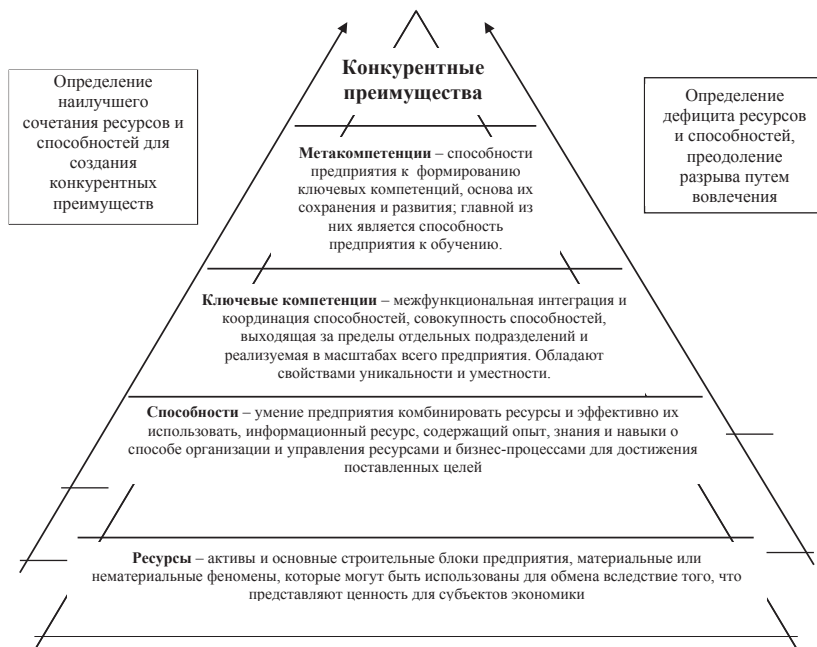 Конкурентные
преимущества
Определение
наилучшего
сочетания ресурсов и
способностей для
создания
конкурентных
преимуществ
Определение
дефицита ресурсов
и способностей,
преодоление
разрыва путем
вовлечения
Метакомпетенции – способности
предприятия к формированию
ключевых компетенций, основа их
сохранения и развития; главной из
них является способность
предприятия к обучению.
Ключевые компетенции – межфункциональная интеграция и
координация способностей, совокупность способностей,
выходящая за пределы отдельных подразделений и
реализуемая в масштабах всего предприятия. Обладают
свойствами уникальности и уместности.
Способности – умение предприятия комбинировать ресурсы и эффективно их
использовать, информационный ресурс, содержащий опыт, знания и навыки о
способе организации и управления ресурсами и бизнес-процессами для достижения
поставленных целей
Ресурсы – активы и основные строительные блоки предприятия, материальные или
нематериальные феномены, которые могут быть использованы для обмена вследствие того, что
представляют ценность для субъектов экономики